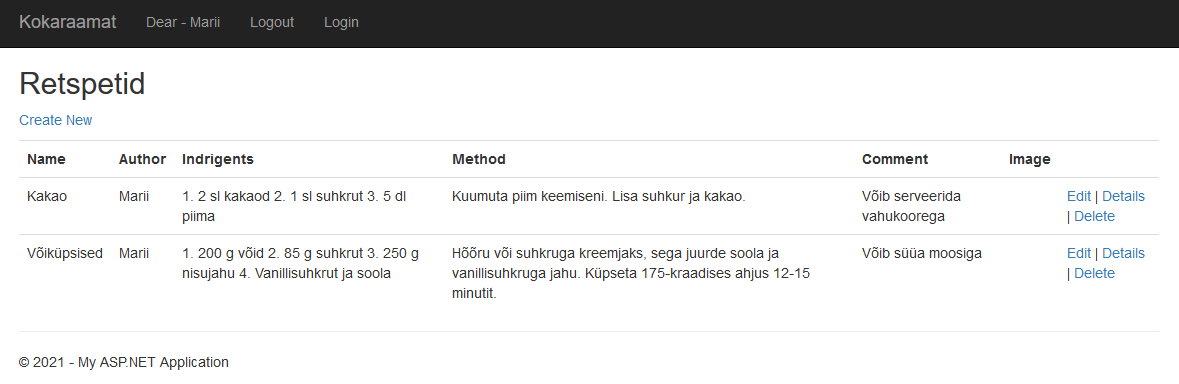 Kokaraamat Dear - Marii Logout Login
Retspetid
Create New
Name Author Indrigents Method Comment Image
Kakao Marii 1. 2 sl kakaod 2. 1 sl suhkrut 3. 5 dl Kuumuta piim keemiseni. Lisa suhkur ja kakao. Võib serveerida Edit | Details
piima vahukoorega | Delete
Võiküpsised Marii 1. 200 g võid 2. 85 g suhkrut 3. 250 g Hõõru või suhkruga kreemjaks, sega juurde soola ja Võib süüa moosiga Edit | Details
nisujahu 4. Vanillisuhkrut ja soola vanillisuhkruga jahu. Küpseta 175-kraadises ahjus 12-15 | Delete
minutit.
© 2021 - My ASP.NET Application